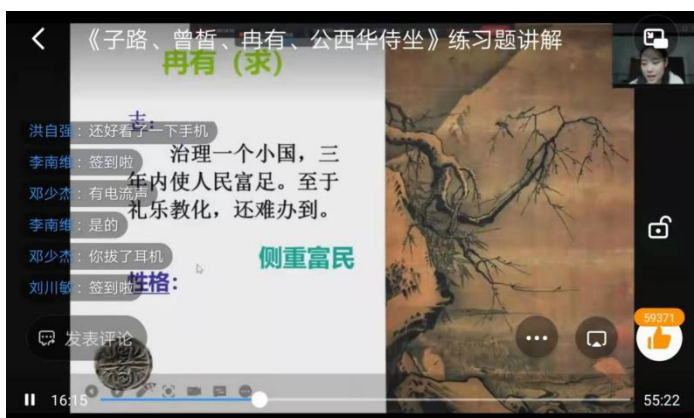 《子路、曾皙、冉有、公西华侍坐》练习题讲解
冉有（求）
志：
治理一个小国，三
年内使人民富足。至于
礼乐教化，还难办到。
侧重富民
性格：
洪自强：还好看了一下手机
李南维：签到啦
邓少杰：有电流声
李南维：是的
邓少杰：你拔了耳机
刘川敏：签到啦
发表评论
59371
16:15
55:22